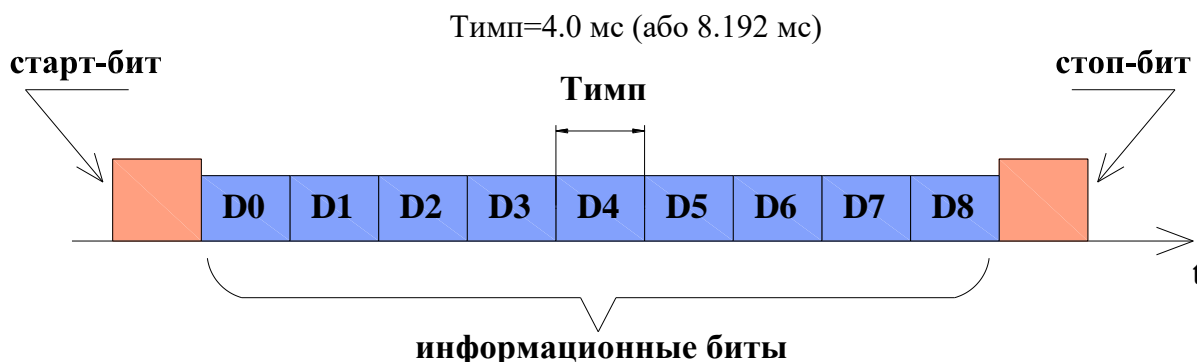 Тимп=4.0 мс (або 8.192 мс)
старт-бит
стоп-бит
Тимп
D0 D1 D2 D3 D4 D5 D6 D7 D8
t
информационные биты